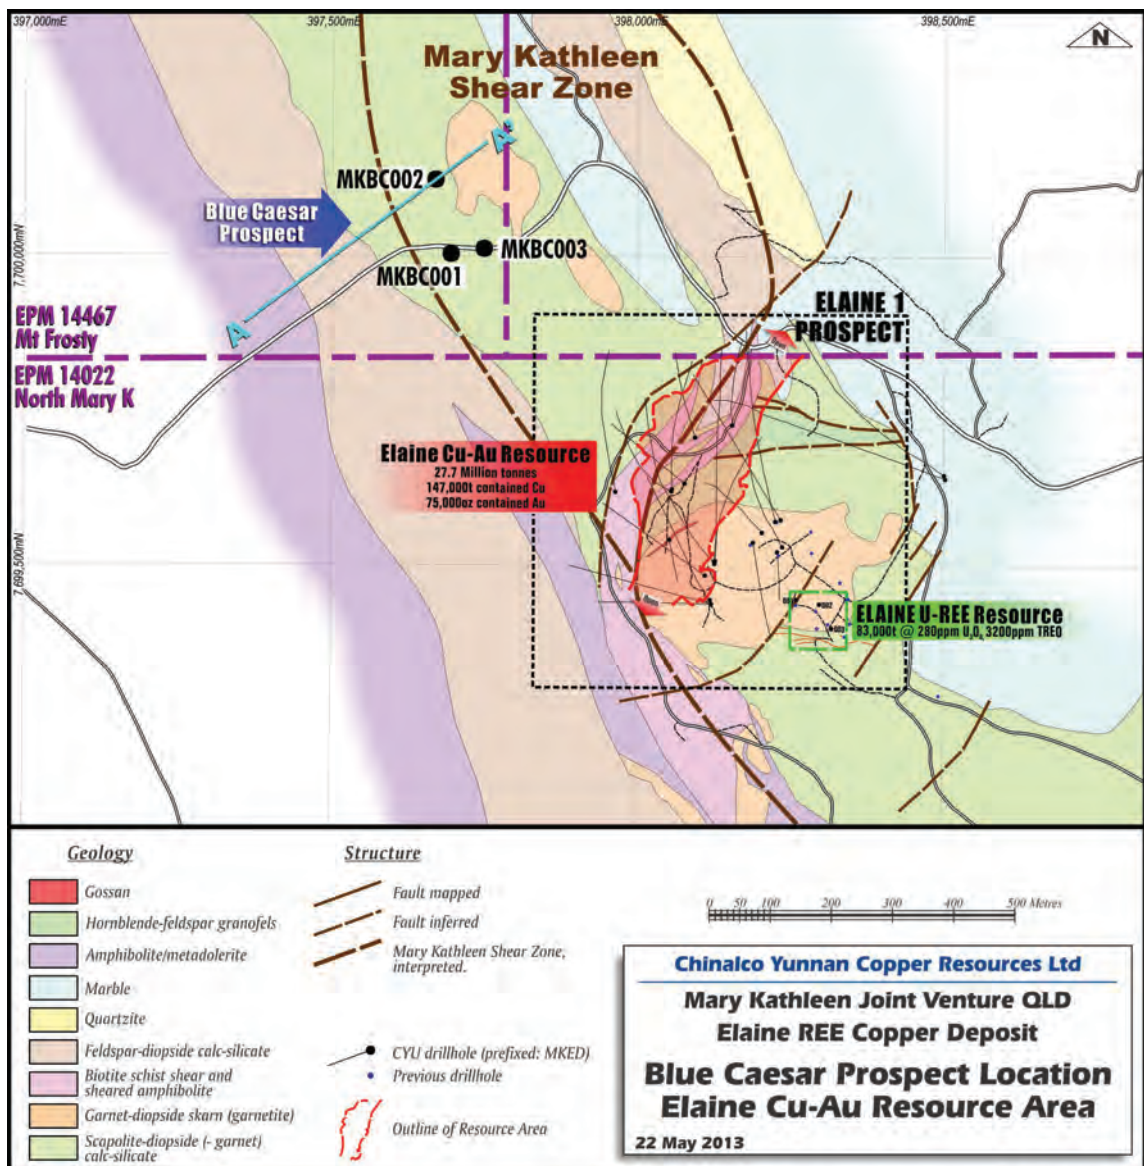 397,000mE
397,500mE
398,000mE
398,500mE
N
Mary Kathleen
Shear Zone
A'
MKBC002
Blue Caesar
Prospect
MKBC003
MKBC001
7,700,000mN
A
EPM 14467
Mt Frosty
EPM 14022
North Mary K
ELAINE 1
PROSPECT
Elaine Cu-Au Resource
27.7 Million tonnes
147,000t contained Cu
75,000oz contained Au
7,699,500mN
ELAINE U-REE Resource
83,000t @ 280ppm U3O8 3200ppm TREO
Geology
Gossan
Hornblende-feldspar granofels
Amphibolite/metadolerite
Marble
Quartzite
Feldspar-diopside calc-silicate
Biotite schist shear and
sheared amphibolite
Garnet-diopside skarn (garnetite)
Scapolite-diopside (- garnet)
calc-silicate
Structure
Fault mapped
Fault inferred
Mary Kathleen Shear Zone,
interpreted.
CYU drillhole (prefixed: MKED)
Previous drillhole
Outline of Resource Area
0 50 100 200 300 400 500 Metres
Chinalco Yunnan Copper Resources Ltd
Mary Kathleen Joint Venture QLD
Elaine REE Copper Deposit
Blue Caesar Prospect Location
Elaine Cu-Au Resource Area
22 May 2013